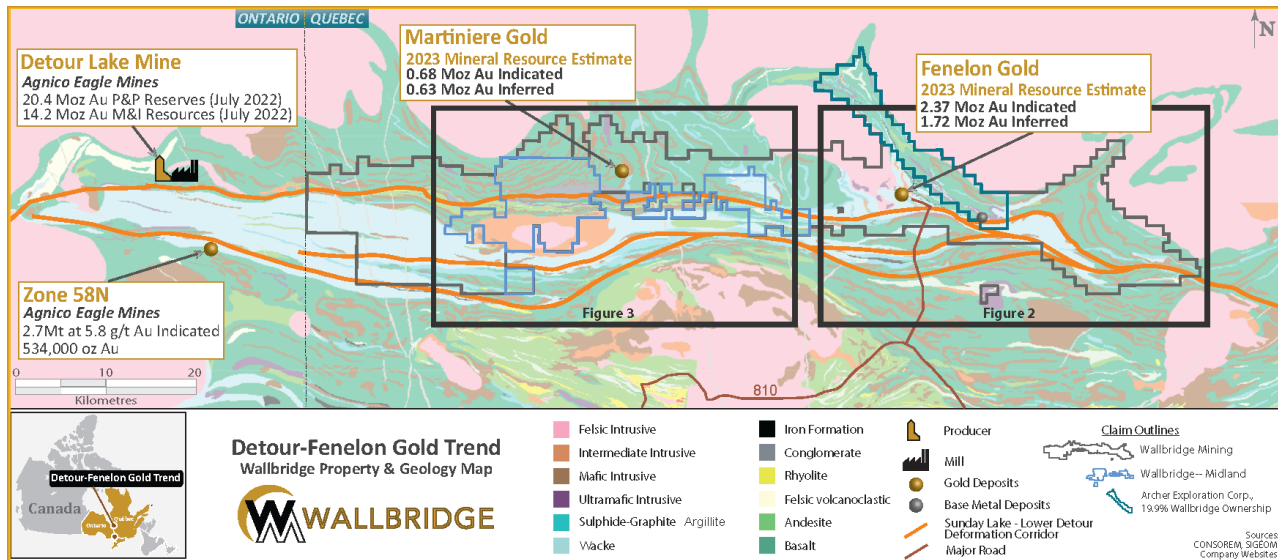 ONTARIO QUEBEC
N
Detour Lake Mine
Agnico Eagle Mines
20.4 Moz Au P&P Reserves (July 2022)
14.2 Moz Au M&I Resources (July 2022)
Martiniere Gold
2023 Mineral Resource Estimate
0.68 Moz Au Indicated
0.63 Moz Au Inferred
Fenelon Gold
2023 Mineral Resource Estimate
2.37 Moz Au Indicated
1.72 Moz Au Inferred
Zone 58N
Agnico Eagle Mines
2.7Mt at 5.8 g/t Au Indicated
534,000 oz Au
Figure 3
Figure 2
0 10 20
Kilometres
810
Detour-Fenelon Gold Trend
Canada
Ontario
Québec
Detour-Fenelon Gold Trend
Wallbridge Property & Geology Map
WALLBRIDGE
Felsic Intrusive
Intermediate Intrusive
Mafic Intrusive
Ultramafic Intrusive
Sulphide-Graphite Argillite
Wacke
Iron Formation
Conglomerate
Rhyolite
Felsic volcanoclastic
Andesite
Basalt
Producer
Mill
Gold Deposits
Base Metal Deposits
Sunday Lake - Lower Detour
Deformation Corridor
Major Road
Claim Outlines
Wallbridge Mining
Wallbridge-- Midland
Archer Exploration Corp.,
19.9% Wallbridge Ownership
Sources
CONSOREM, SIGÉOM
Company Websites